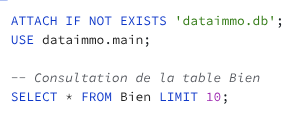 ATTACH IF NOT EXISTS 'dataimmo.db';
USE dataimmo.main;
-- Consultation de la table Bien
SELECT * FROM Bien LIMIT 10;